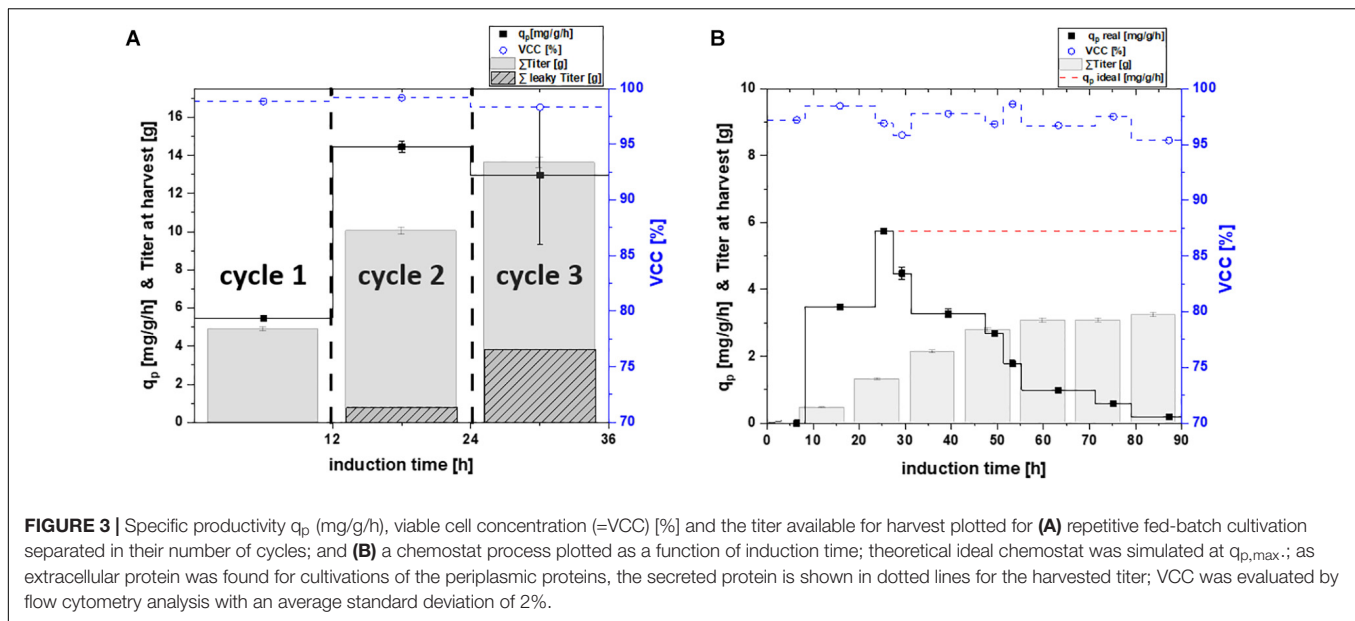 A
q_p[mg/g/h]
VCC [%]
∑Titer [g]
∑ leaky Titer [g]
q_p [mg/g/h] & Titer at harvest [g]
16
14
12
10
8
6
4
2
0
cycle 1
cycle 2
cycle 3
100
95
90
85
80
75
70
VCC [%]
12
24
36
induction time [h]
B
q_p real [mg/g/h]
VCC [%]
∑Titer [g]
q_p ideal [mg/g/h]
q_p [mg/g/h] & Titer at harvest [g]
10
8
6
4
2
0
100
95
90
85
80
75
70
VCC [%]
0 10 20 30 40 50 60 70 80 90
induction time [h]
FIGURE 3 | Specific productivity q_p (mg/g/h), viable cell concentration (=VCC) [%] and the titer available for harvest plotted for (A) repetitive fed-batch cultivation
separated in their number of cycles; and (B) a chemostat process plotted as a function of induction time; theoretical ideal chemostat was simulated at q_p,max.; as
extracellular protein was found for cultivations of the periplasmic proteins, the secreted protein is shown in dotted lines for the harvested titer; VCC was evaluated by
flow cytometry analysis with an average standard deviation of 2%.